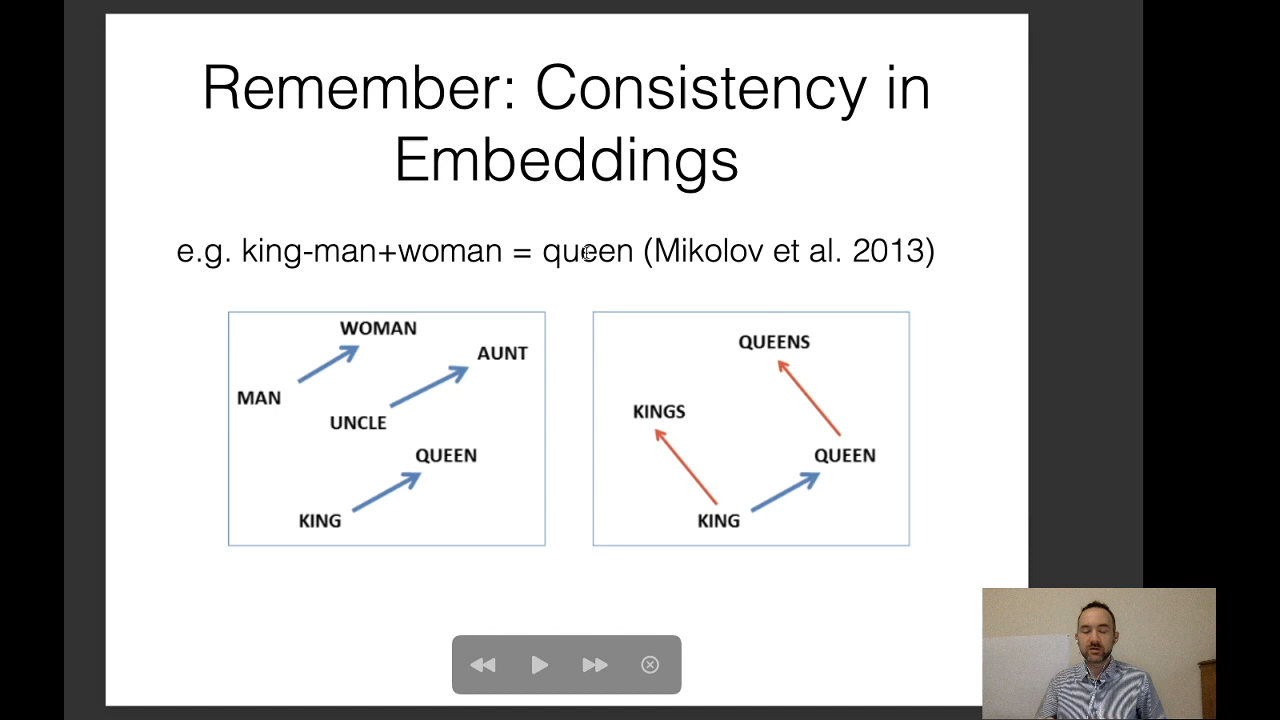 Remember: Consistency in
Embeddings
e.g. king-man+woman = queen (Mikolov et al. 2013)
WOMAN
AUNT
MAN
UNCLE
QUEEN
KING
QUEENS
KINGS
QUEEN
KING